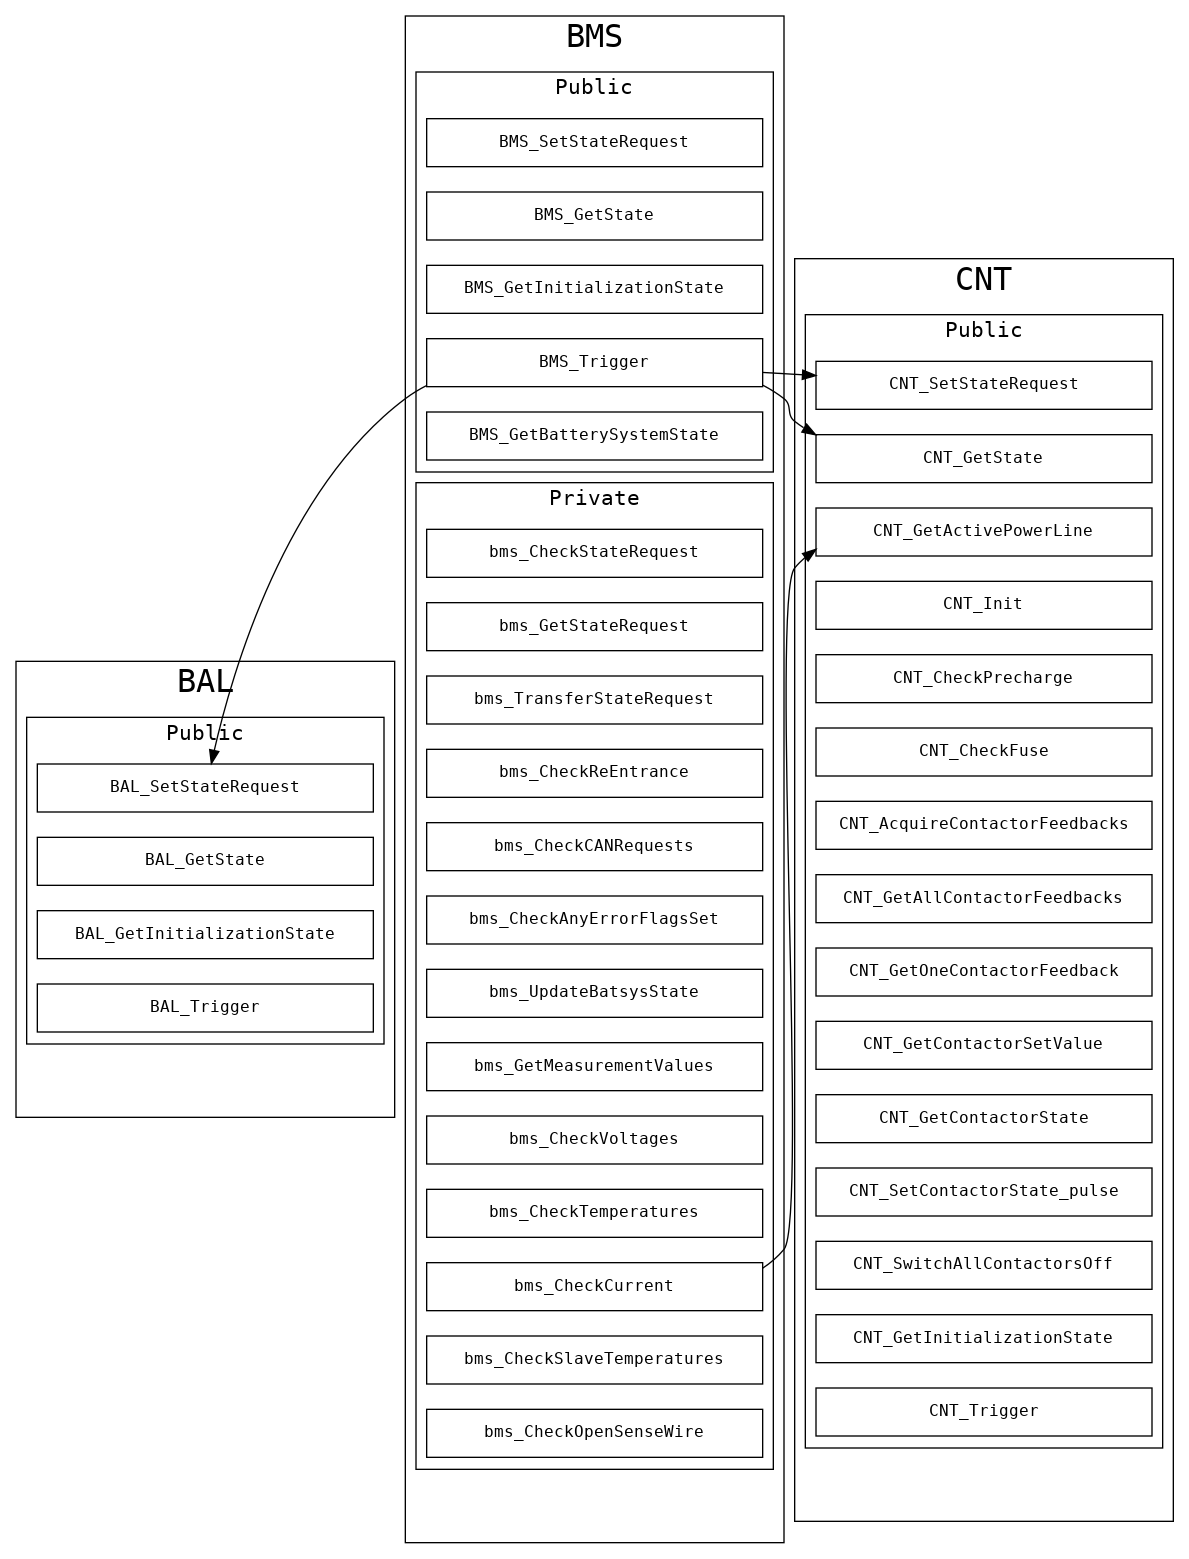 BMS
Public
BMS_SetStateRequest
BMS_GetState
BMS_GetInitializationState
BMS_Trigger
BMS_GetBatterySystemState
Private
bms_CheckStateRequest
bms_GetStateRequest
bms_TransferStateRequest
bms_CheckReEntrance
bms_CheckCANRequests
bms_CheckAnyErrorFlagsSet
bms_UpdateBatsysState
bms_GetMeasurementValues
bms_CheckVoltages
bms_CheckTemperatures
bms_CheckCurrent
bms_CheckSlaveTemperatures
bms_CheckOpenSenseWire
CNT
Public
CNT_SetStateRequest
CNT_GetState
CNT_GetActivePowerLine
CNT_Init
CNT_CheckPrecharge
CNT_CheckFuse
CNT_AcquireContactorFeedbacks
CNT_GetAllContactorFeedbacks
CNT_GetOneContactorFeedback
CNT_GetContactorSetValue
CNT_GetContactorState
CNT_SetContactorState_pulse
CNT_SwitchAllContactorsOff
CNT_GetInitializationState
CNT_Trigger
BAL
Public
BAL_SetStateRequest
BAL_GetState
BAL_GetInitializationState
BAL_Trigger